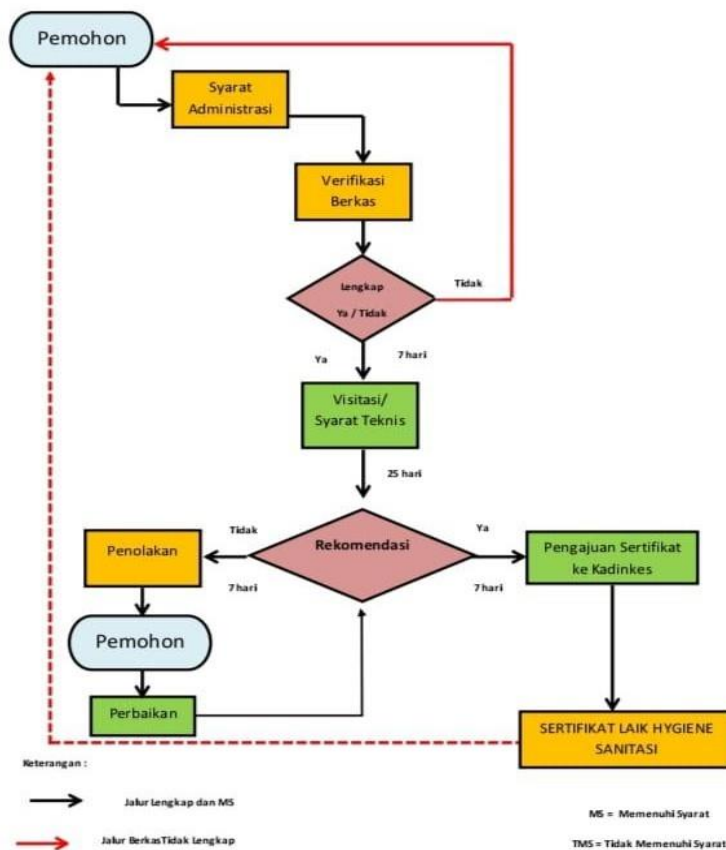 Pemohon
Syarat
Administrasi
Verifikasi
Berkas
Lengkap
Ya / Tidak
Tidak
Ya
7 hari
Visitasi/
Syarat Teknis
25 hari
Rekomendasi
Tidak
7 hari
Ya
7 hari
Penolakan
Pengajuan Sertifikat
ke Kadinkes
Pemohon
Perbaikan
SERTIFIKAT LAIK HYGIENE
SANITASI
Keterangan :
Jalur Lengkap dan MS
Jalur BerkasTidak Lengkap
MS = Memenuhi Syarat
TMS = Tidak Memenuhi Syarat